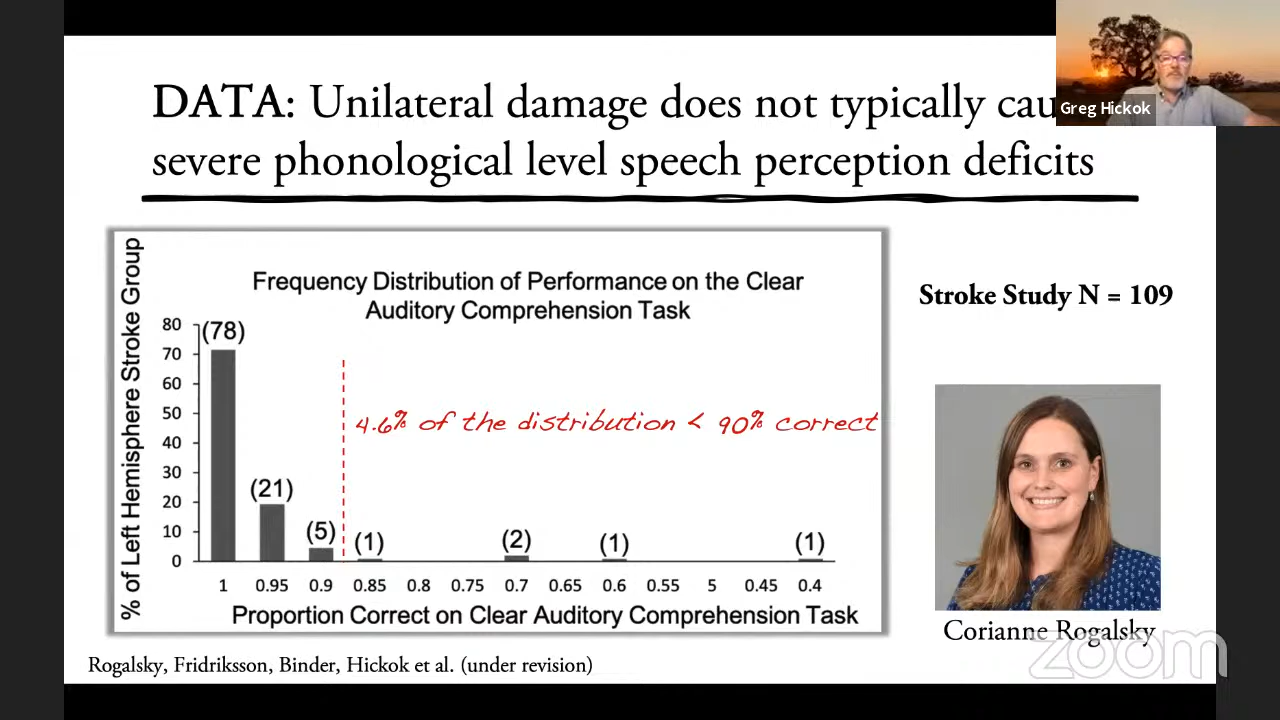 DATA: Unilateral damage does not typically cau
severe phonological level speech perception deficits
Greg Hickok
Frequency Distribution of Performance on the Clear
Auditory Comprehension Task
% of Left Hemisphere Stroke Group
80
70
60
50
40
30
20
10
0
(78)
(21)
(5)
(1)
(2)
(1)
(1)
4.6% of the distribution < 90% correct
1 0.95 0.9 0.85 0.8 0.75 0.7 0.65 0.6 0.55 5 0.45 0.4
Proportion Correct on Clear Auditory Comprehension Task
Stroke Study N = 109
Corianne Rogalsky
Rogalsky, Fridriksson, Binder, Hickok et al. (under revision)
zoom